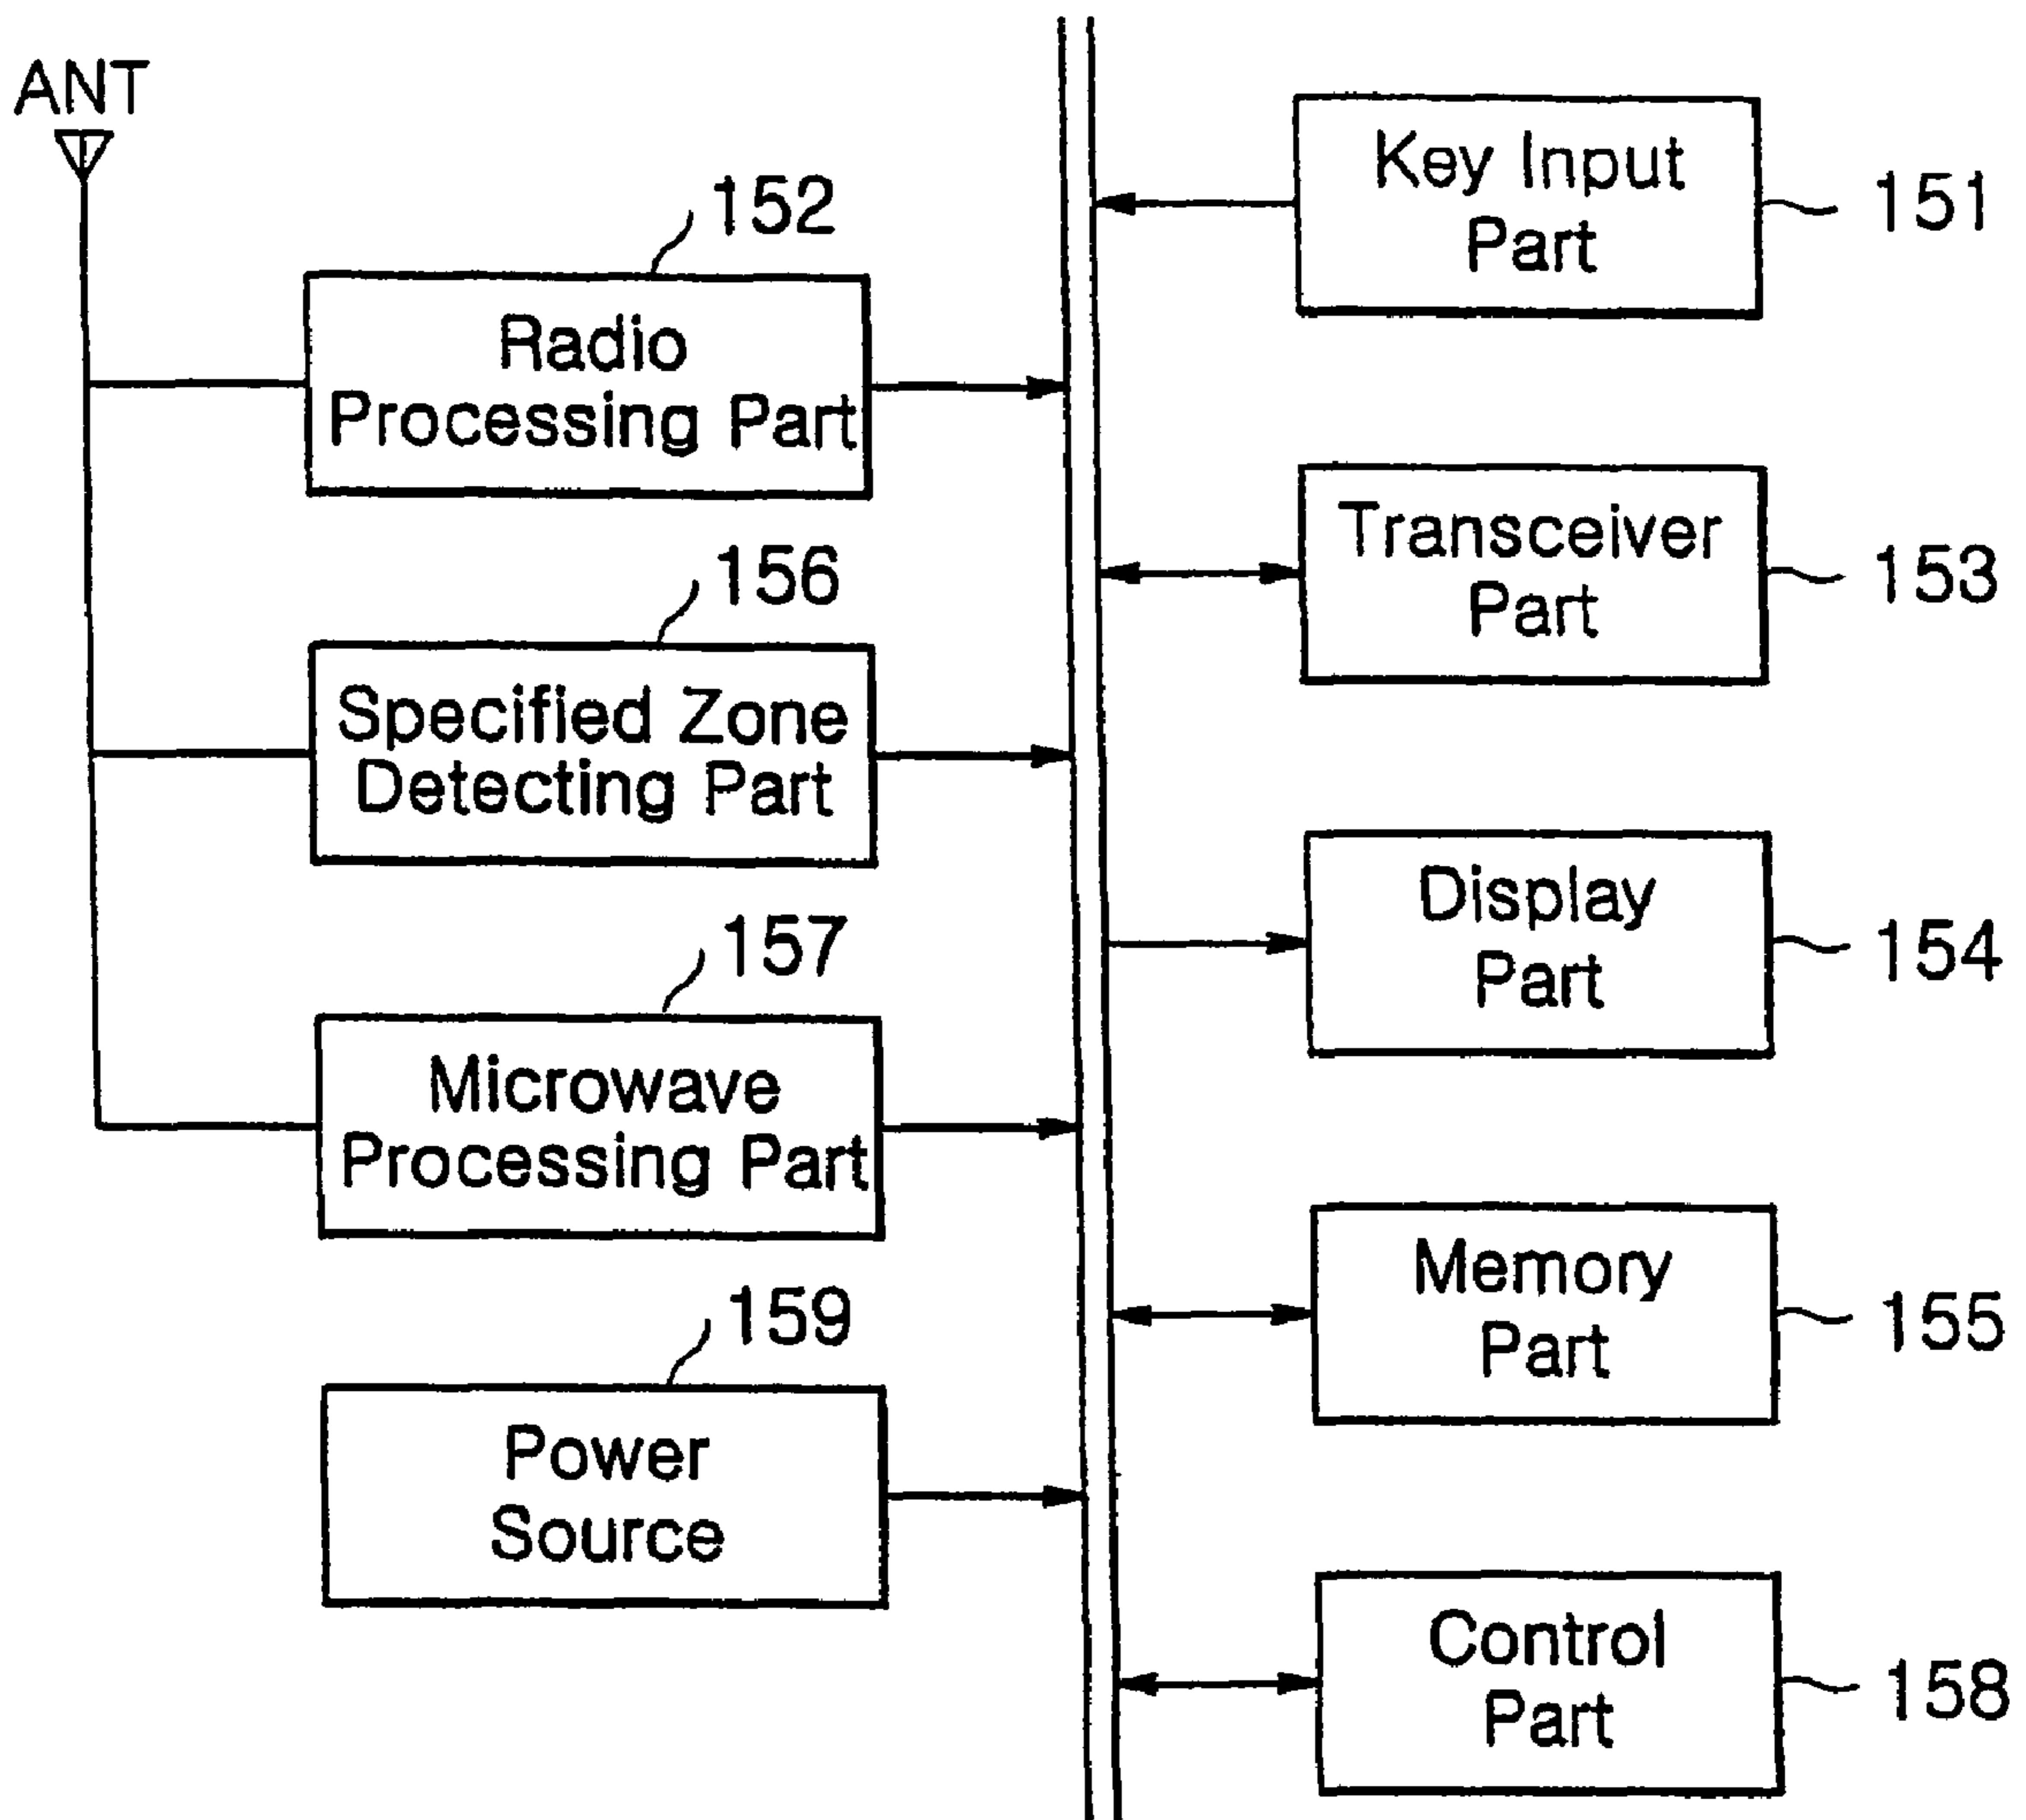 ANT
152
Radio
Processing Part
156
Specified Zone
Detecting Part
157
Microwave
Processing Part
159
Power
Source
Key Input
Part
151
Transceiver
Part
153
Display
Part
154
Memory
Part
155
Control
Part
158